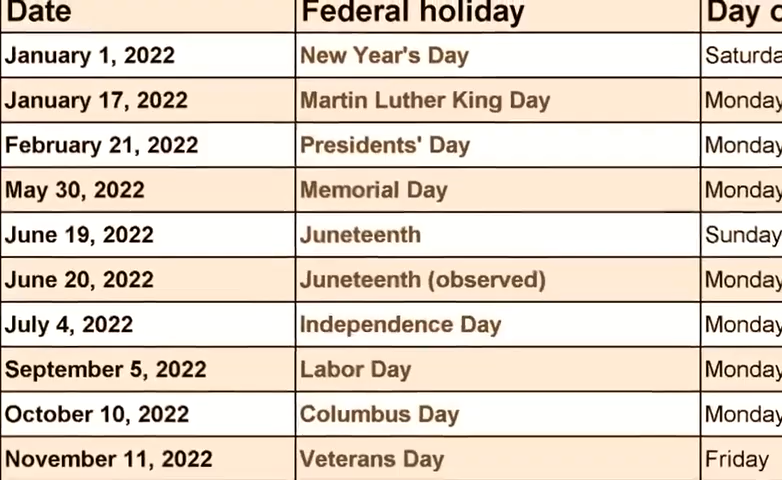 Date Federal holiday Day
January 1, 2022 New Year's Day Saturda
January 17, 2022 Martin Luther King Day Monday
February 21, 2022 Presidents' Day Monday
May 30, 2022 Memorial Day Monday
June 19, 2022 Juneteenth Sunday
June 20, 2022 Juneteenth (observed) Monday
July 4, 2022 Independence Day Monday
September 5, 2022 Labor Day Monday
October 10, 2022 Columbus Day Monday
November 11, 2022 Veterans Day Friday